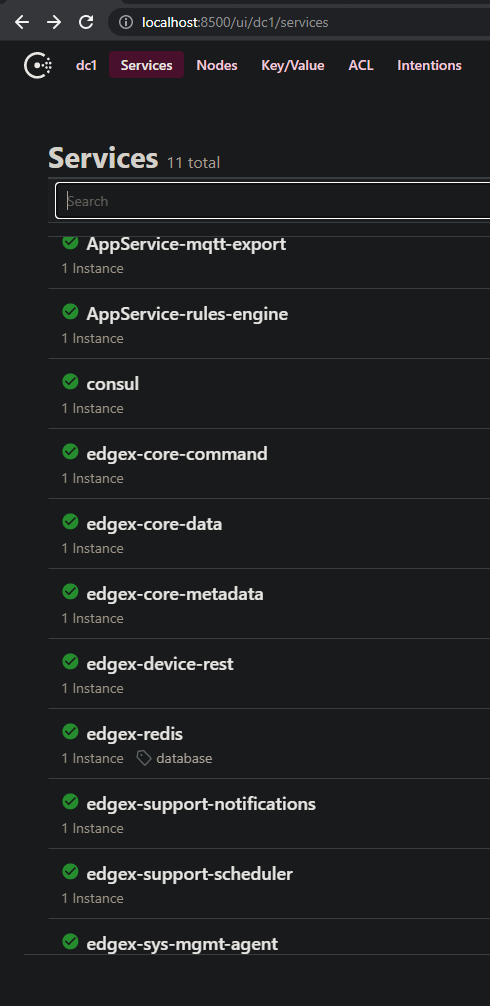 localhost:8500/ui/dc1/services
dc1 Services Nodes Key/Value ACL Intentions
Services 11 total
Search
AppService-mqtt-export
1 Instance
AppService-rules-engine
1 Instance
consul
1 Instance
edgex-core-command
1 Instance
edgex-core-data
1 Instance
edgex-core-metadata
1 Instance
edgex-device-rest
1 Instance
edgex-redis
1 Instance database
edgex-support-notifications
1 Instance
edgex-support-scheduler
1 Instance
edgex-sys-mgmt-agent